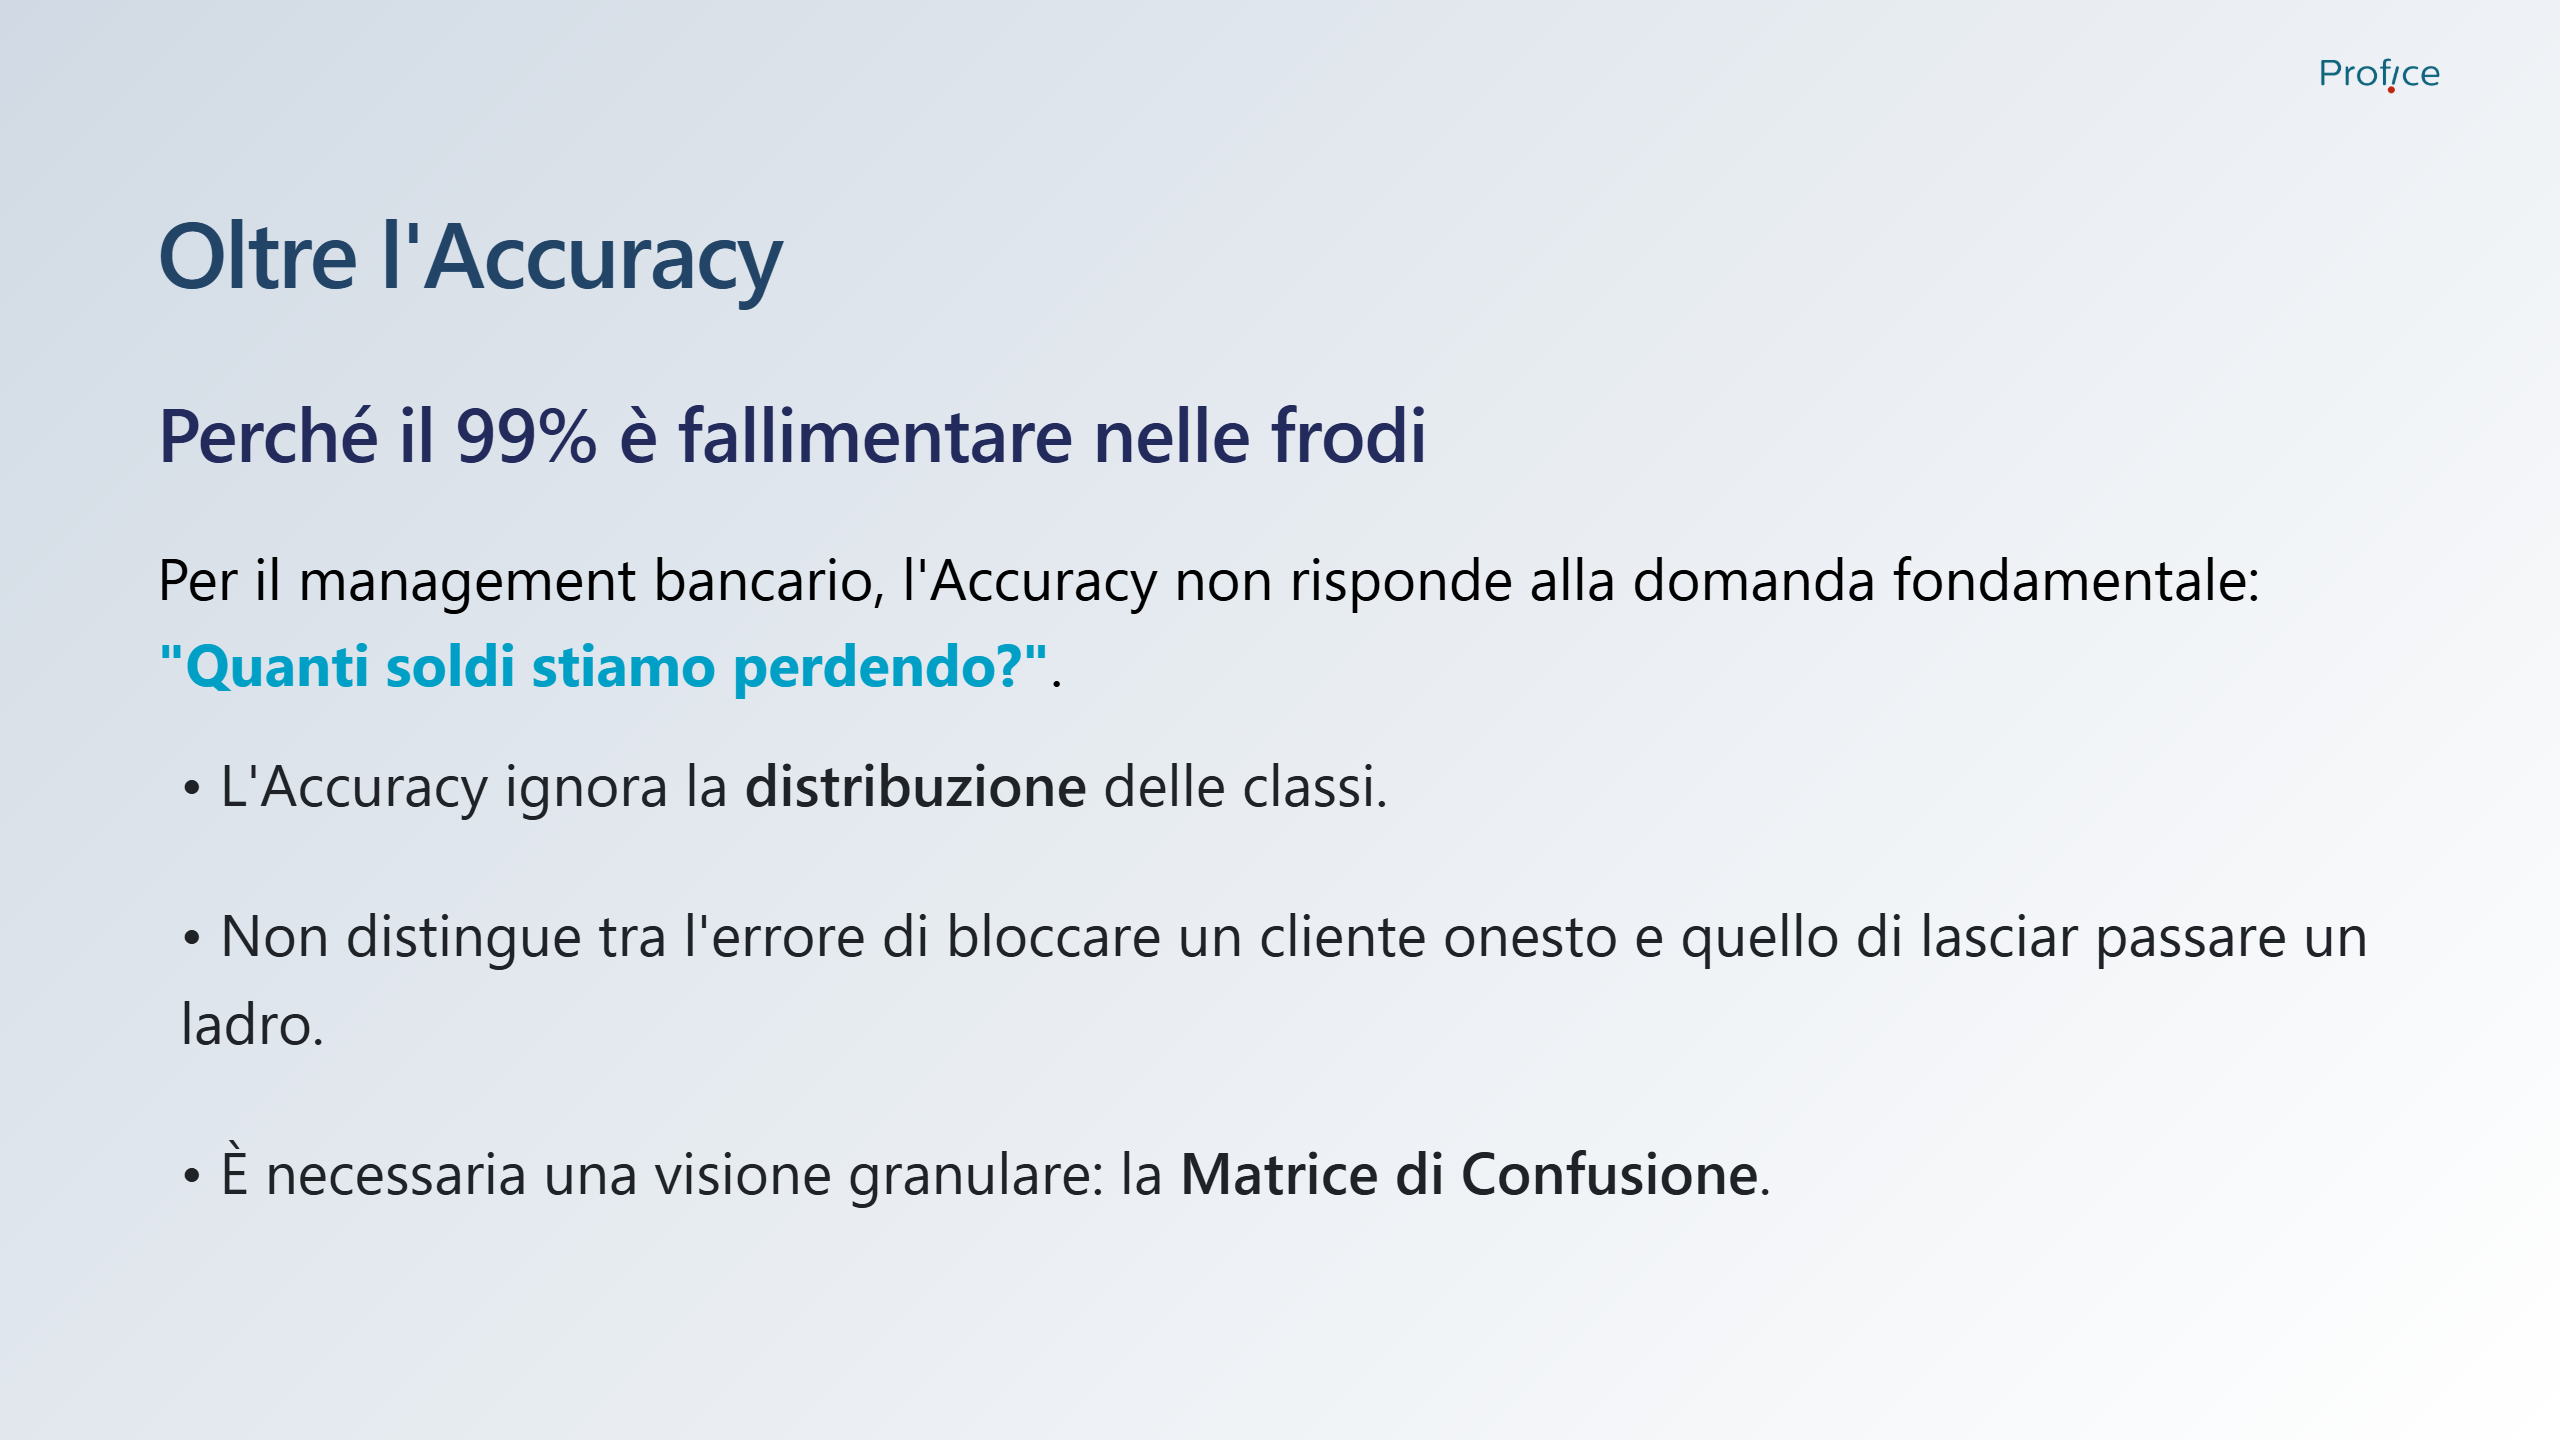 Profice
Oltre l'Accuracy
Perché il 99% è fallimentare nelle frodi
Per il management bancario, l'Accuracy non risponde alla domanda fondamentale:
"Quanti soldi stiamo perdendo?".
• L'Accuracy ignora la distribuzione delle classi.
• Non distingue tra l'errore di bloccare un cliente onesto e quello di lasciar passare un
ladro.
• È necessaria una visione granulare: la Matrice di Confusione.